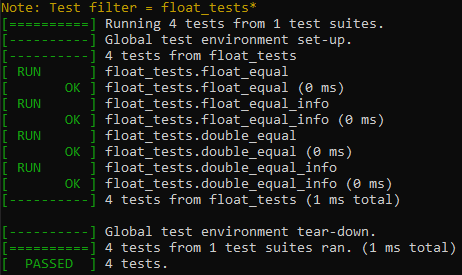 Note: Test filter = float_tests*
[==========] Running 4 tests from 1 test suites.
[----------] Global test environment set-up.
[----------] 4 tests from float_tests
[ RUN      ] float_tests.float_equal
[       OK ] float_tests.float_equal (0 ms)
[ RUN      ] float_tests.float_equal_info
[       OK ] float_tests.float_equal_info (0 ms)
[ RUN      ] float_tests.double_equal
[       OK ] float_tests.double_equal (0 ms)
[ RUN      ] float_tests.double_equal_info
[       OK ] float_tests.double_equal_info (0 ms)
[----------] 4 tests from float_tests (1 ms total)

[----------] Global test environment tear-down.
[==========] 4 tests from 1 test suites ran. (1 ms total)
[  PASSED  ] 4 tests.